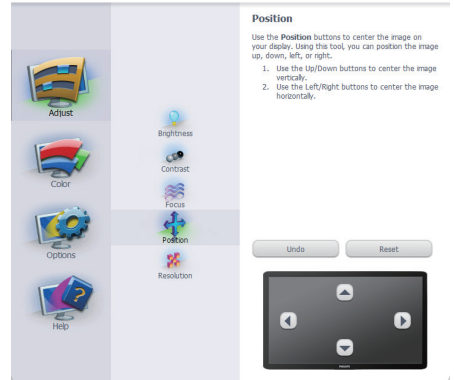 Position
Use the Position buttons to center the image on
your display. Using this tool, you can position the image
up, down, left, or right.
1. Use the Up/Down buttons to center the image
vertically.
2. Use the Left/Right buttons to center the image
horizontally.
Adjust
Color
Options
Help
Brightness
Contrast
Focus
Position
Resolution
Undo
Reset
PHILIPS